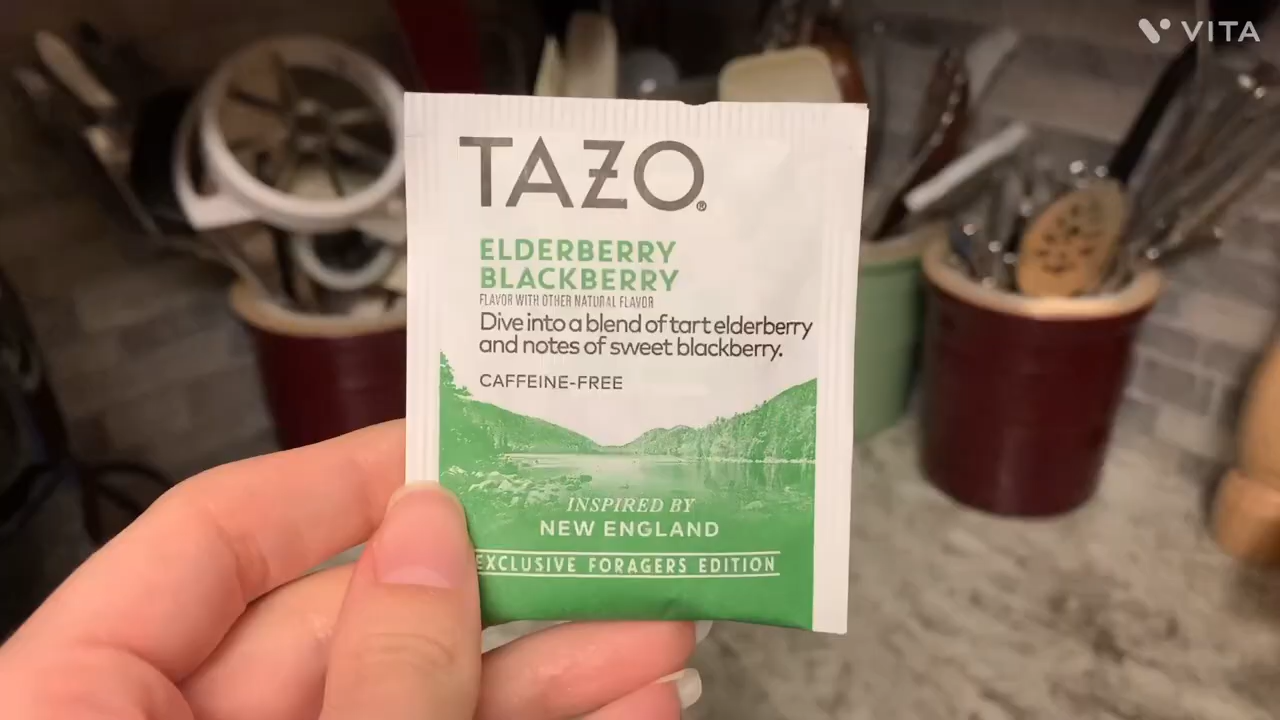 VITA
TAZO®
ELDERBERRY
BLACKBERRY
FLAVOR WITH OTHER NATURAL FLAVOR
Dive into a blend of tart elderberry
and notes of sweet blackberry.
CAFFEINE-FREE
INSPIRED BY
NEW ENGLAND
EXCLUSIVE FORAGERS EDITION